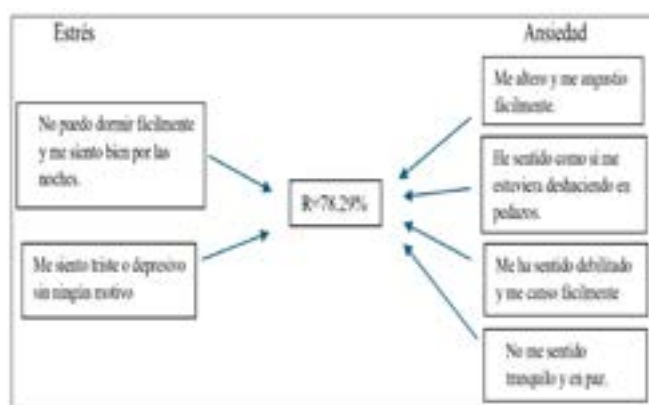 Estrés
Ansiedad
No puedo dormir fácilmente
y me siento bien por las
noches.
Me siento triste o depresivo
sin ningún motivo
R=78.29%
Me altero y me angustio
fácilmente.
He sentido como si me
estuviera deshaciendo en
pedazos.
Me ha sentido debilitado
y me canso fácilmente
No me sentido
tranquilo y en paz.